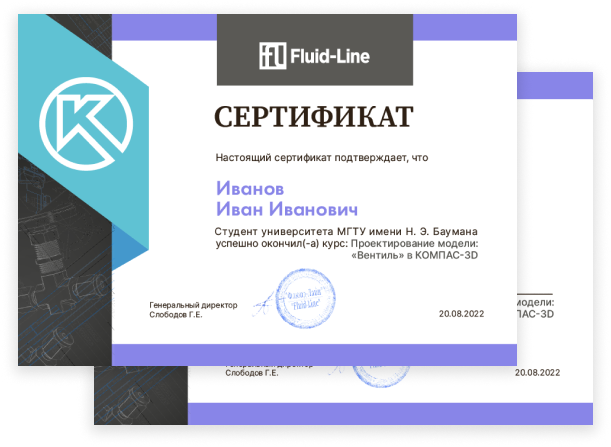 Fluid-Line
СЕРТИФИКАТ
Настоящий сертификат подтверждает, что
Иванов
Иван Иванович
Студент университета МГТУ имени Н. Э. Баумана
успешно окончил(-а) курс: Проектирование модели:
«Вентиль» в КОМПАС-3D
Генеральный директор
Слободов Г.Е.
"Флюид-Лайн"
"Fluid-Line"
20.08.2022
модели:
ПАС-3D
Генеральный директор
Слободов Г.Е.
20.08.2022